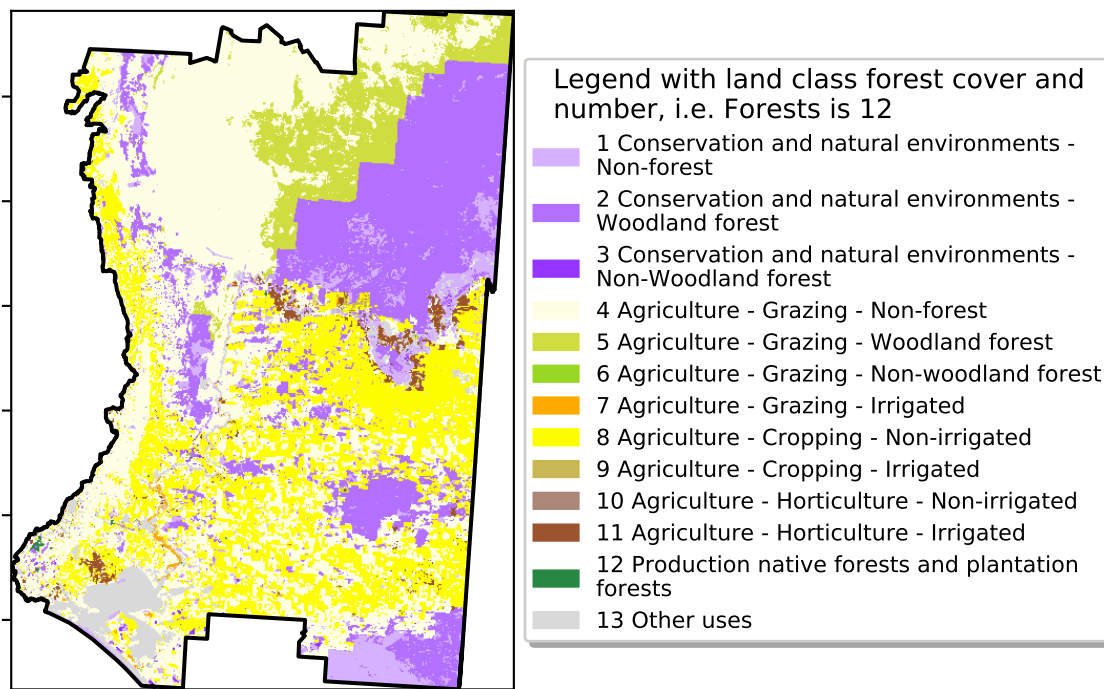 Legend with land class forest cover and
number, i.e. Forests is 12
1 Conservation and natural environments -
Non-forest
2 Conservation and natural environments -
Woodland forest
3 Conservation and natural environments -
Non-Woodland forest
4 Agriculture - Grazing - Non-forest
5 Agriculture - Grazing - Woodland forest
6 Agriculture - Grazing - Non-woodland forest
7 Agriculture - Grazing - Irrigated
8 Agriculture - Cropping - Non-irrigated
9 Agriculture - Cropping - Irrigated
10 Agriculture - Horticulture - Non-irrigated
11 Agriculture - Horticulture - Irrigated
12 Production native forests and plantation
forests
13 Other uses